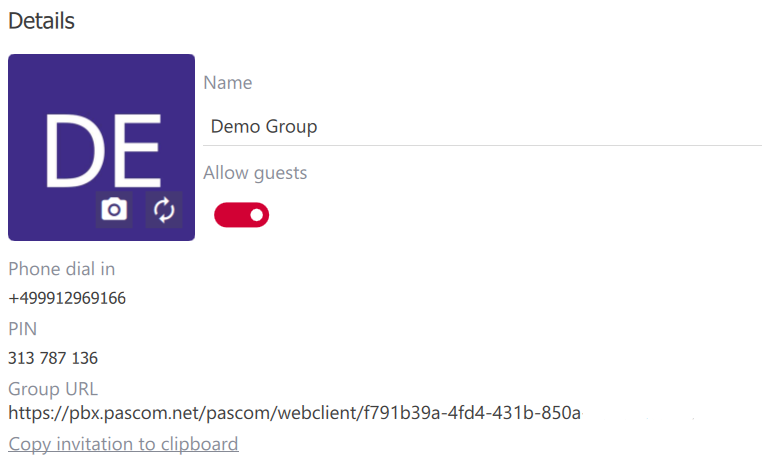 Details
DE
Name
Demo Group
Allow guests
Phone dial in
+499912969166
PIN
313 787 136
Group URL
https://pbx.pascom.net/pascom/webclient/f791b39a-4fd4-431b-850a
Copy invitation to clipboard